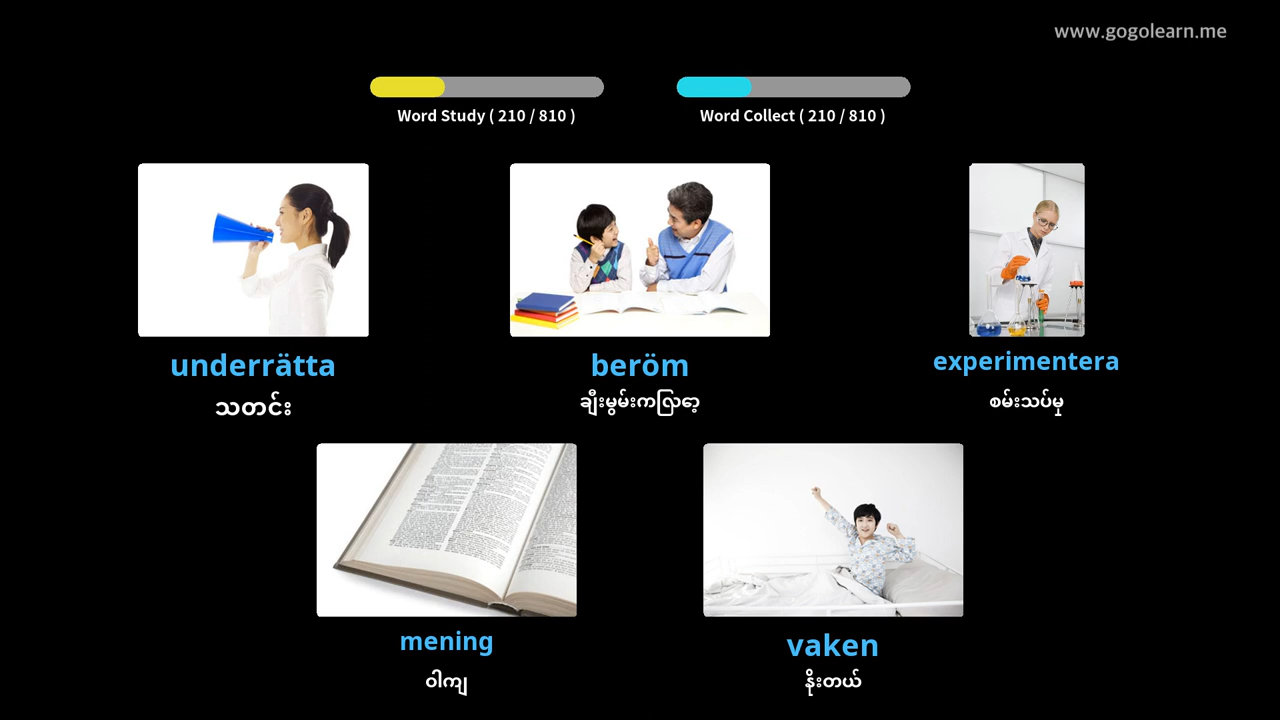 www.gogolearn.me
Word Study ( 210 / 810 )
Word Collect ( 210 / 810 )
underrätta
သတင်း
beröm
ချီးမွမ်းကလြော့
experimentera
စမ်းသပ်မှ
mening
ဝါကျ
vaken
နိုးတယ်